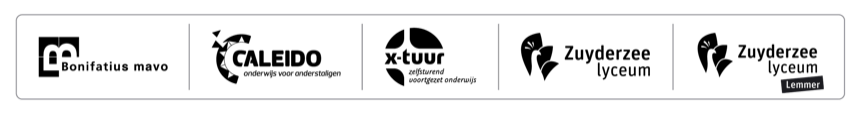 Bonifatius mavo
CALEIDO
onderwijs voor anderstaligen
x-tuur
zelfsturend
voortgezet onderwijs
Zuyderzee
lyceum
Zuyderzee
lyceum
Lemmer